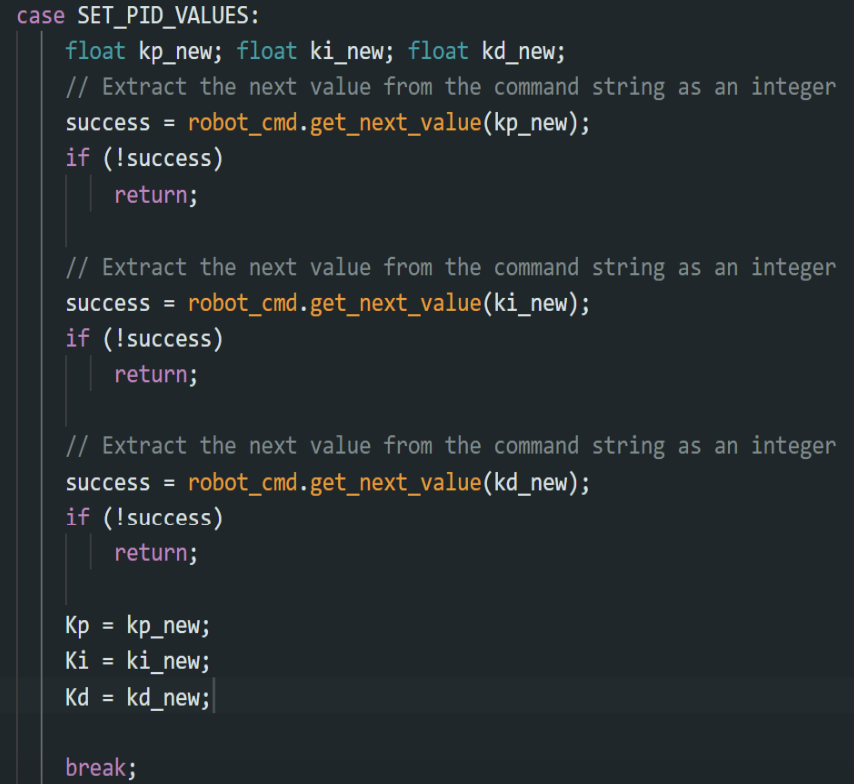 case SET_PID_VALUES:
float kp_new; float ki_new; float kd_new;
// Extract the next value from the command string as an integer
success = robot_cmd.get_next_value(kp_new);
if (!success)
return;
// Extract the next value from the command string as an integer
success = robot_cmd.get_next_value(ki_new);
if (!success)
return;
// Extract the next value from the command string as an integer
success = robot_cmd.get_next_value(kd_new);
if (!success)
return;
Kp = kp_new;
Ki = ki_new;
Kd = kd_new;
break;